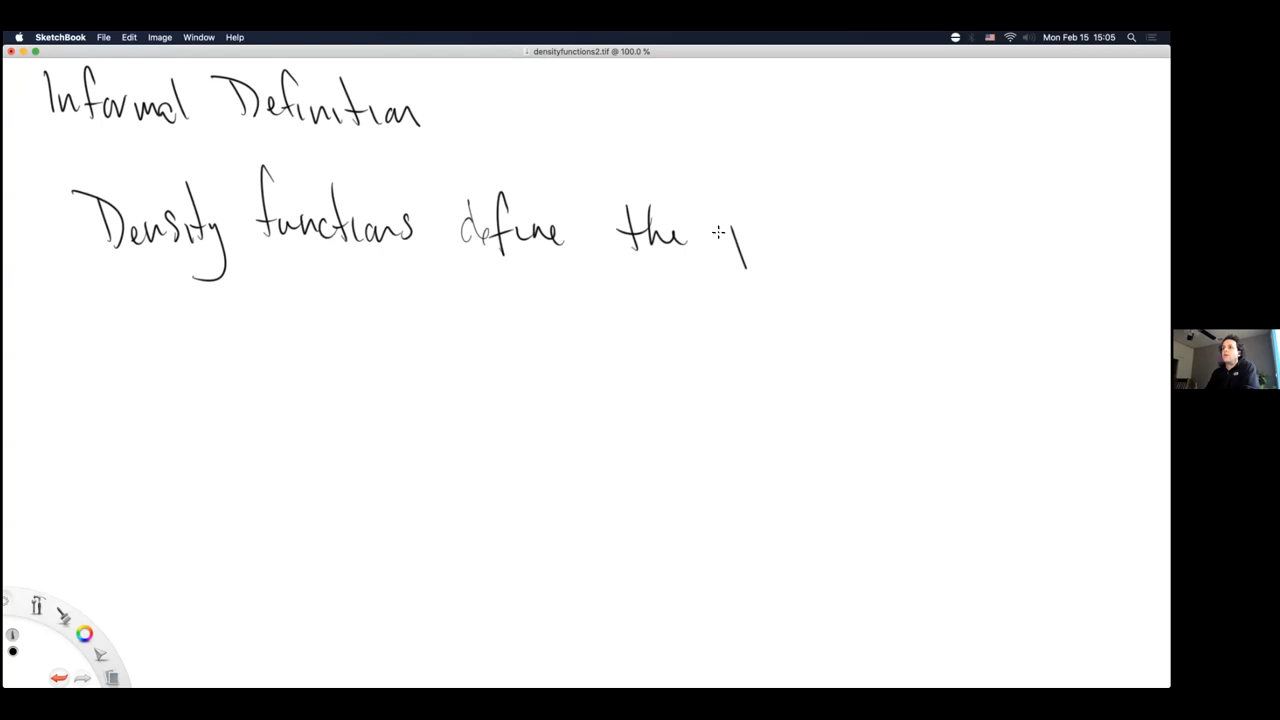 SketchBook File Edit Image Window Help Mon Feb 15 15:05
densityfunctions2.tif @ 100.0 %
Informal Definition
Density functions define the